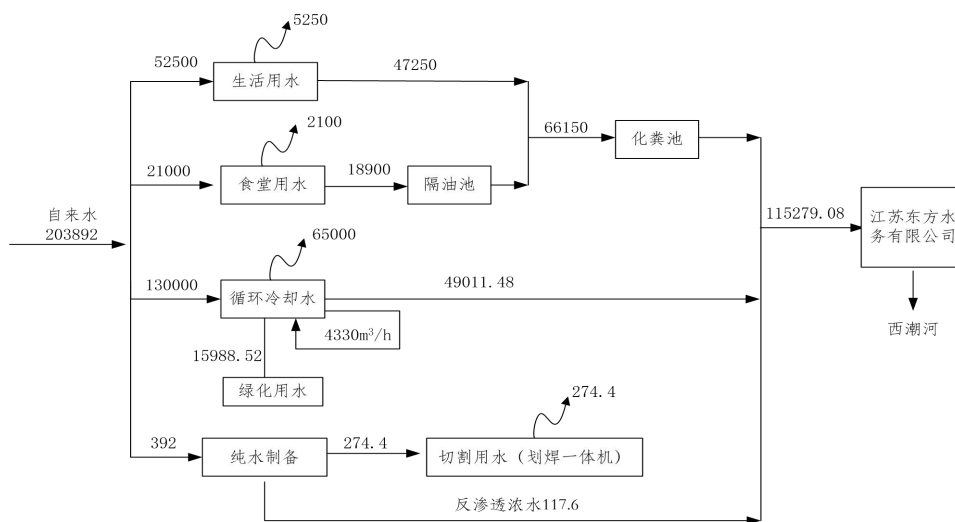 5250
52500
生活用水
47250
2100
66150
化粪池
21000
食堂用水
18900
隔油池
自来水
203892
65000
115279.08
江苏东方水
务有限公司
130000
循环冷却水
49011.48
4330m³/h
西潮河
15988.52
绿化用水
274.4
392
纯水制备
274.4
切割用水（划焊一体机）
反渗透浓水117.6